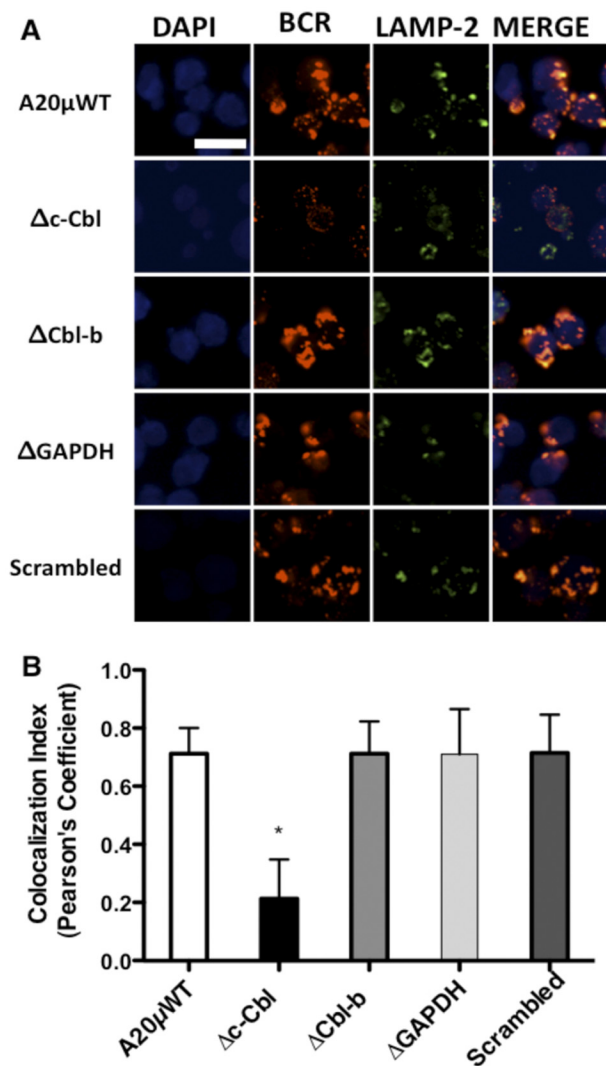 A
DAPI BCR LAMP-2 MERGE
A20µWT
Δc-Cbl
ΔCbl-b
ΔGAPDH
Scrambled
B
Colocalization Index
(Pearson's Coefficient)
1.0
0.8
0.6
0.4
0.2
0.0
*
A20µWT Δc-Cbl ΔCbl-b ΔGAPDH Scrambled